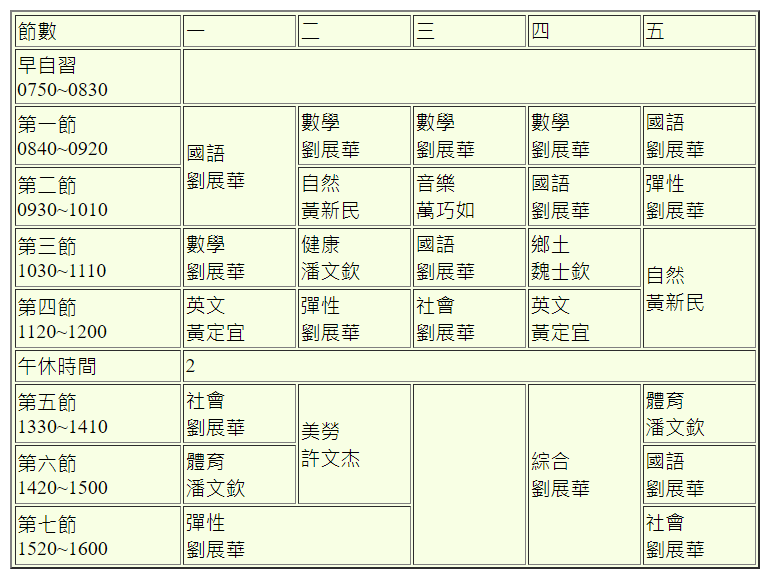 節數 一 二 三 四 五
早自習
0750~0830
第一節
0840~0920
國語
劉展華
數學
劉展華
數學
劉展華
數學
劉展華
國語
劉展華
第二節
0930~1010
自然
黃新民
音樂
萬巧如
國語
劉展華
彈性
劉展華
第三節
1030~1110
數學
劉展華
健康
潘文欽
國語
劉展華
鄉土
魏士欽
自然
黃新民
第四節
1120~1200
英文
黃定宜
彈性
劉展華
社會
劉展華
英文
黃定宜
午休時間 2
第五節
1330~1410
社會
劉展華
美勞
許文杰
綜合
劉展華
體育
潘文欽
第六節
1420~1500
體育
潘文欽
國語
劉展華
第七節
1520~1600
彈性
劉展華
社會
劉展華